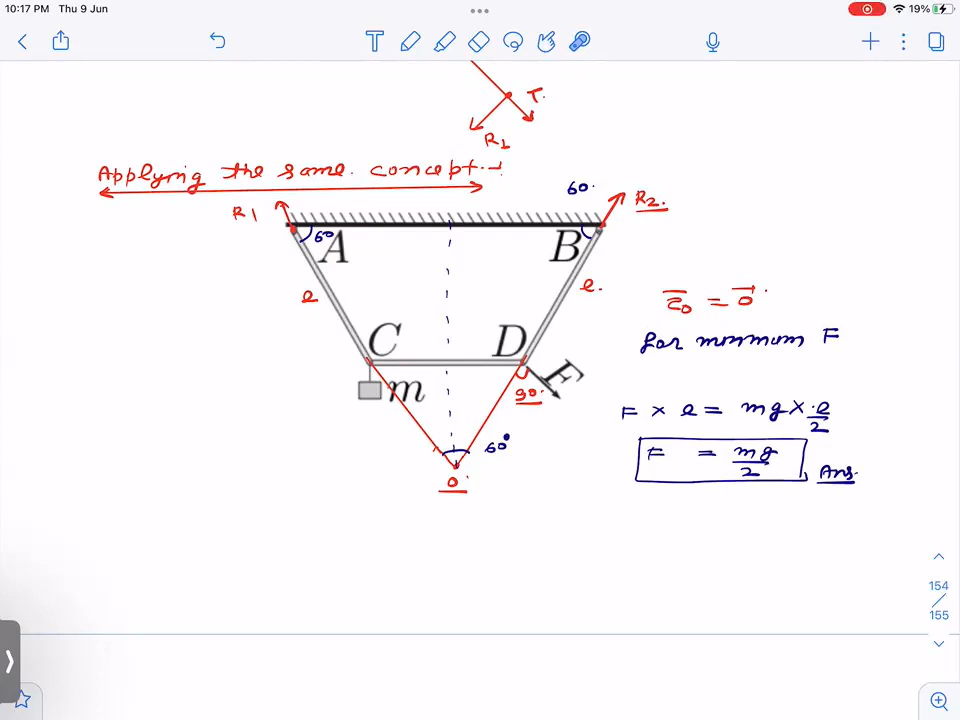 10:17 PM Thu 9 Jun
19%
T
T.
R1
Applying the same concept..
60.
R1
R2.
60
A
B
e
e.
τ0 = 0
for minimum F
C
D
F
m
90.
F × e = mg × e/2
60°
F = mg/2 Ans.
0.
154
155